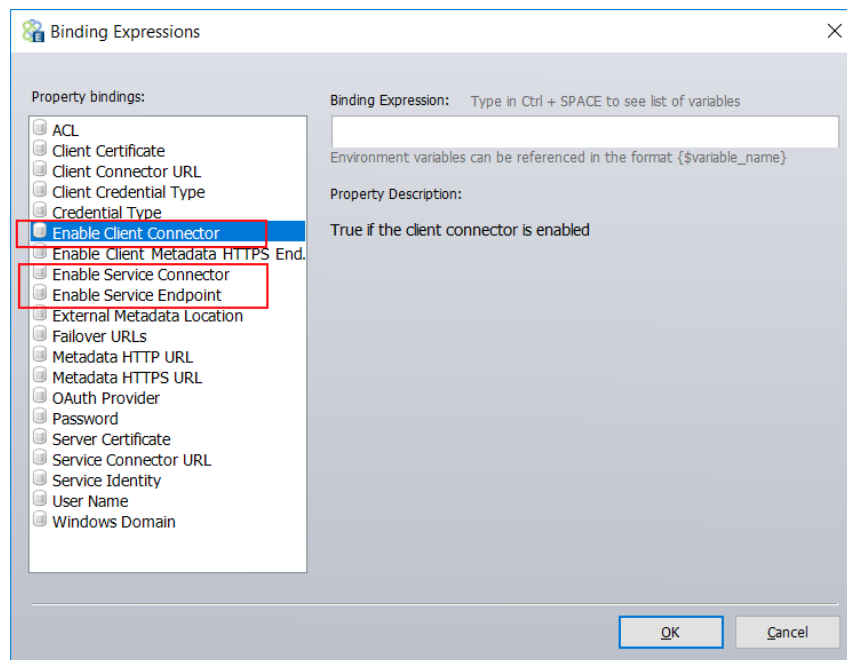 Binding Expressions
Property bindings:
ACL
Client Certificate
Client Connector URL
Client Credential Type
Credential Type
Enable Client Connector
Enable Client Metadata HTTPS End.
Enable Service Connector
Enable Service Endpoint
External Metadata Location
Failover URLs
Metadata HTTP URL
Metadata HTTPS URL
OAuth Provider
Password
Server Certificate
Service Connector URL
Service Identity
User Name
Windows Domain
Binding Expression: Type in Ctrl + SPACE to see list of variables
Environment variables can be referenced in the format {$variable_name}
Property Description:
True if the client connector is enabled
OK Cancel